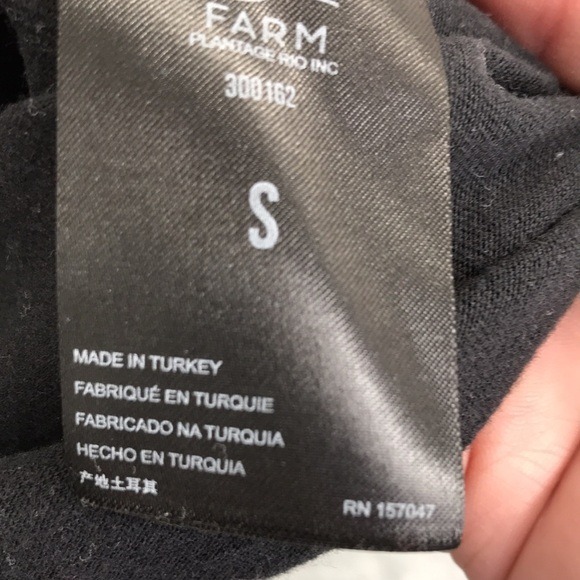 FARM
PLANTAGE RIO INC
300162
S
MADE IN TURKEY
FABRIQUÉ EN TURQUIE
FABRICADO NA TURQUIA
HECHO EN TURQUIA
产地土耳其
RN 157047